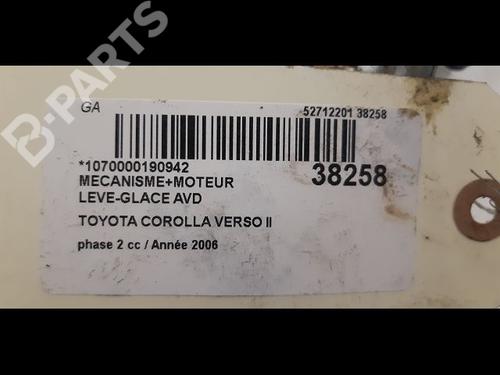 B-PARTS
GA
52712201 38258
*1070000190942
38258
MECANISME+MOTEUR
LEVE-GLACE AVD
TOYOTA COROLLA VERSO II
phase 2 cc / Année 2006